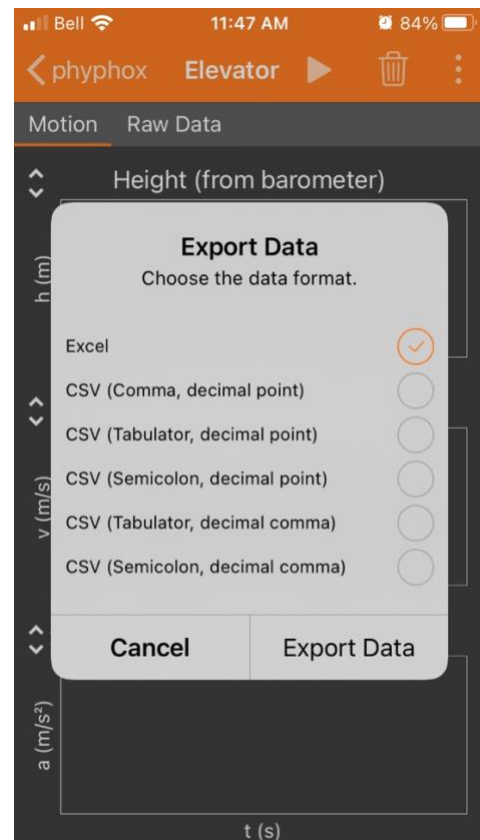 Bell 11:47 AM 84%
phyphox Elevator
Motion Raw Data
Height (from barometer)
h (m)
Export Data
Choose the data format.
Excel
CSV (Comma, decimal point)
CSV (Tabulator, decimal point)
CSV (Semicolon, decimal point)
v (m/s)
CSV (Tabulator, decimal comma)
CSV (Semicolon, decimal comma)
Cancel Export Data
a (m/s²)
t (s)